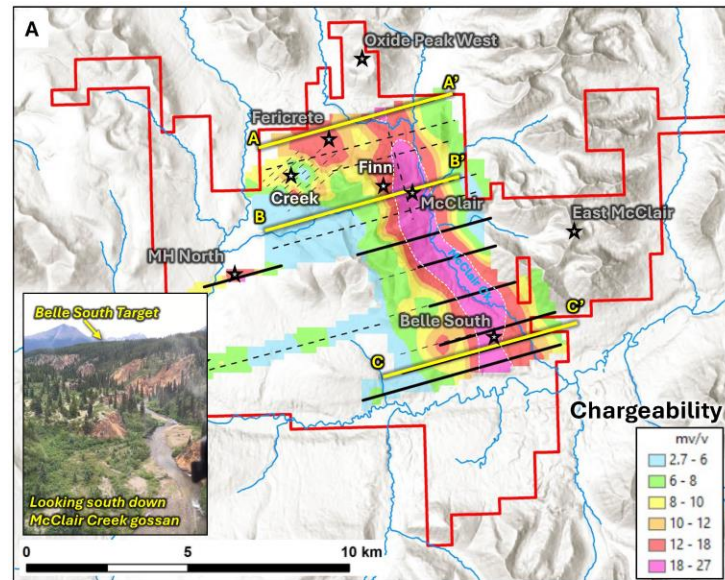 A
Oxide Peak West
A'
Fericrete
A
Finn
B'
Creek
McClair
B
East McClair
MH North
McClair Ck.
Belle South
C'
C
Belle South Target
Looking south down
McClair Creek gossan
Chargeability
mv/v
2.7 - 6
6 - 8
8 - 10
10 - 12
12 - 18
18 - 27
0 5 10 km